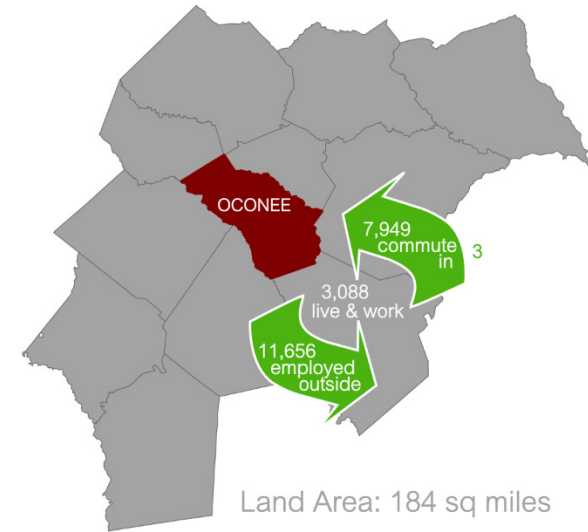 OCONEE
7,949
commute
in
3
3,088
live & work
11,656
employed
outside
Land Area: 184 sq miles